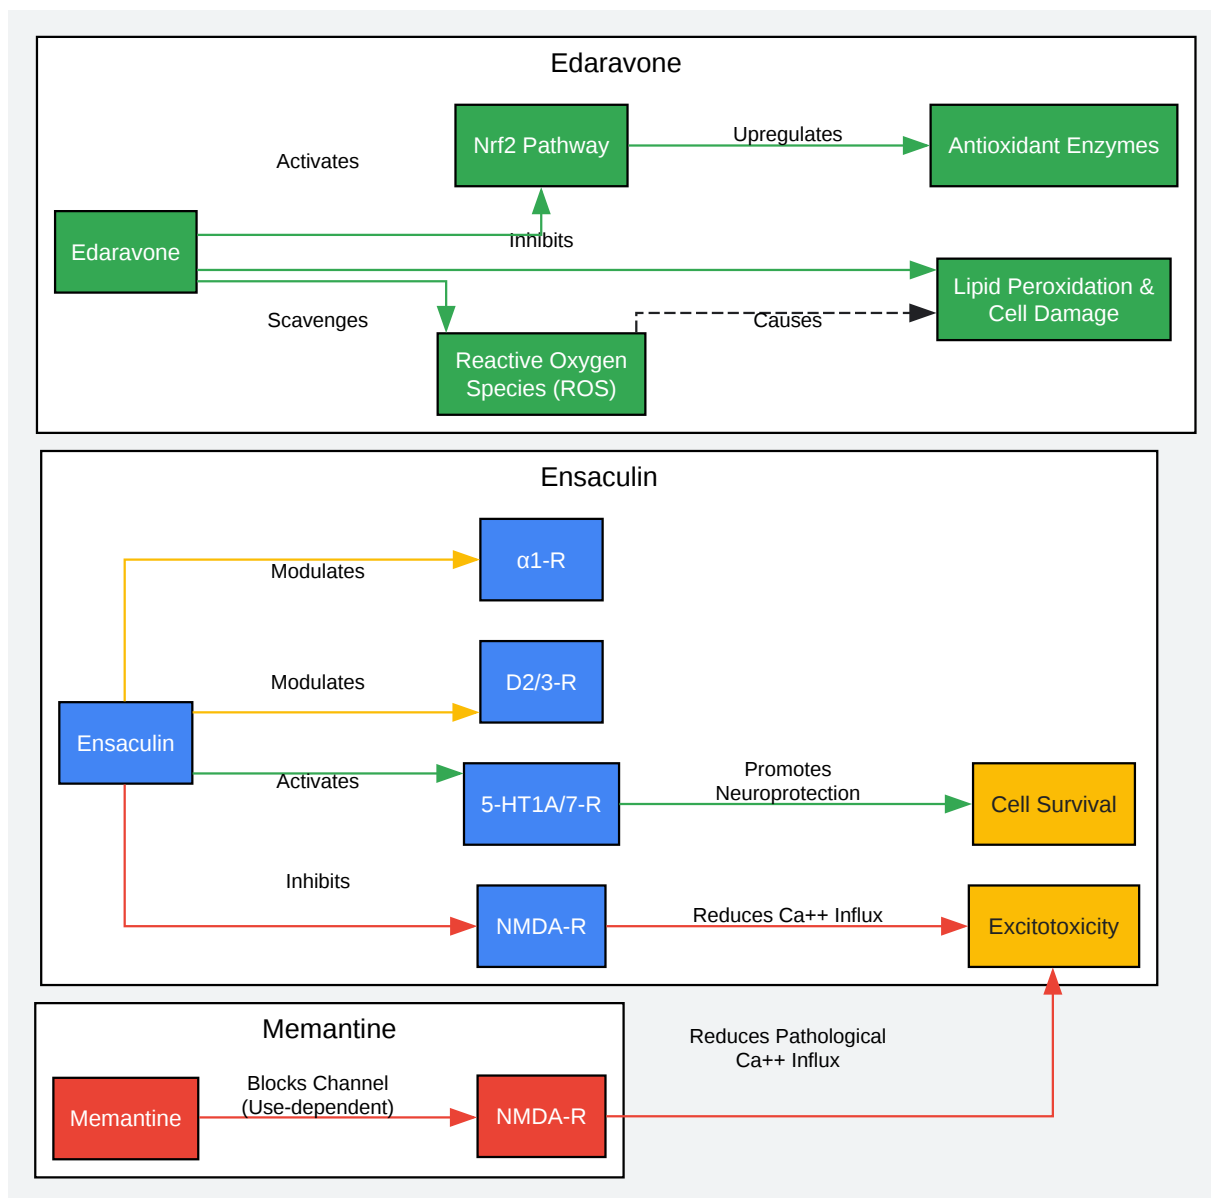 Edaravone
Activates
Nrf2 Pathway
Upregulates
Antioxidant Enzymes
Edaravone
Inhibits
Lipid Peroxidation &
Cell Damage
Scavenges
Causes
Reactive Oxygen
Species (ROS)
Ensaculin
α1-R
Modulates
D2/3-R
Modulates
Ensaculin
Activates
5-HT1A/7-R
Promotes
Neuroprotection
Cell Survival
Inhibits
NMDA-R
Reduces Ca++ Influx
Excitotoxicity
Memantine
Memantine
Blocks Channel
(Use-dependent)
NMDA-R
Reduces Pathological
Ca++ Influx